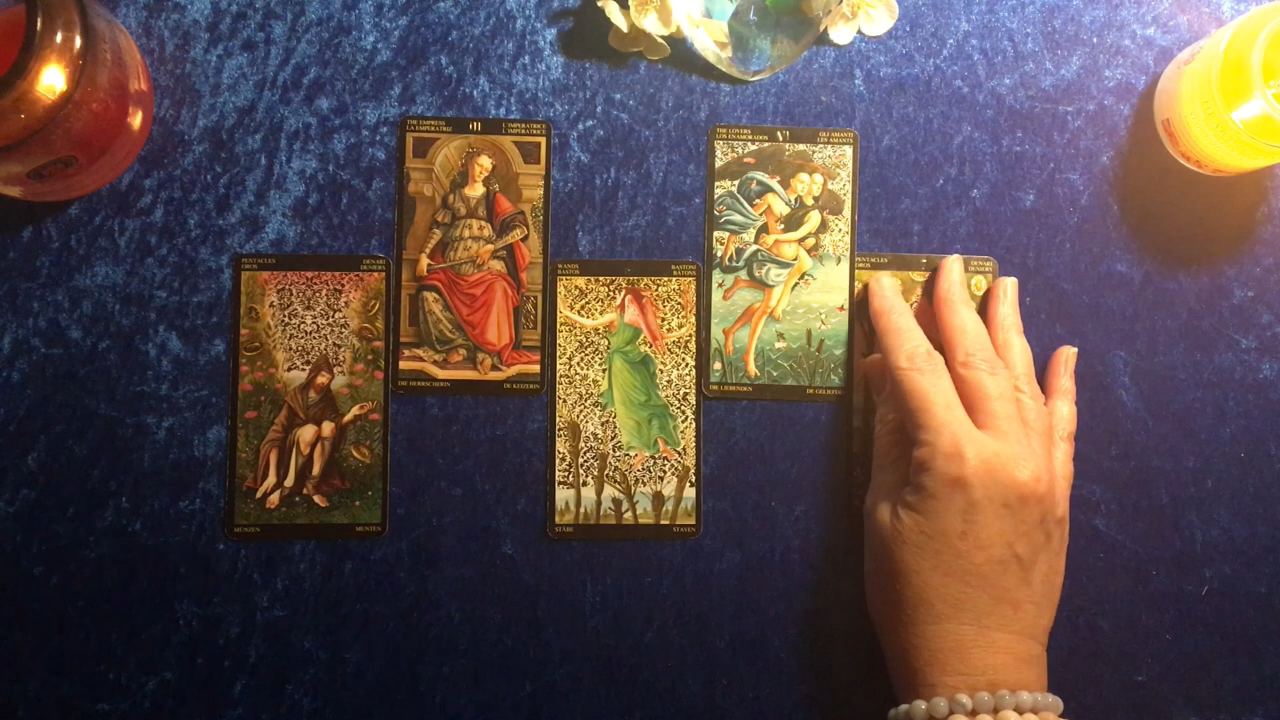 THE EMPRESS
LA EMPERATRIZ
III
L'IMPERATRICE
L'IMPÉRATRICE
DIE HERRSCHERIN
DE KEIZERIN
THE LOVERS
LOS ENAMORADOS
VI
GLI AMANTI
LES AMANTS
DIE LIEBENDEN
DE GELIEFDE
PENTACLES
OROS
DENARI
DENIERS
MÜNZEN
MUNTEN
WANDS
BASTOS
BASTONI
BATONS
STÄBE
STAVEN
PENTACLES
OROS
DENARI
DENIERS